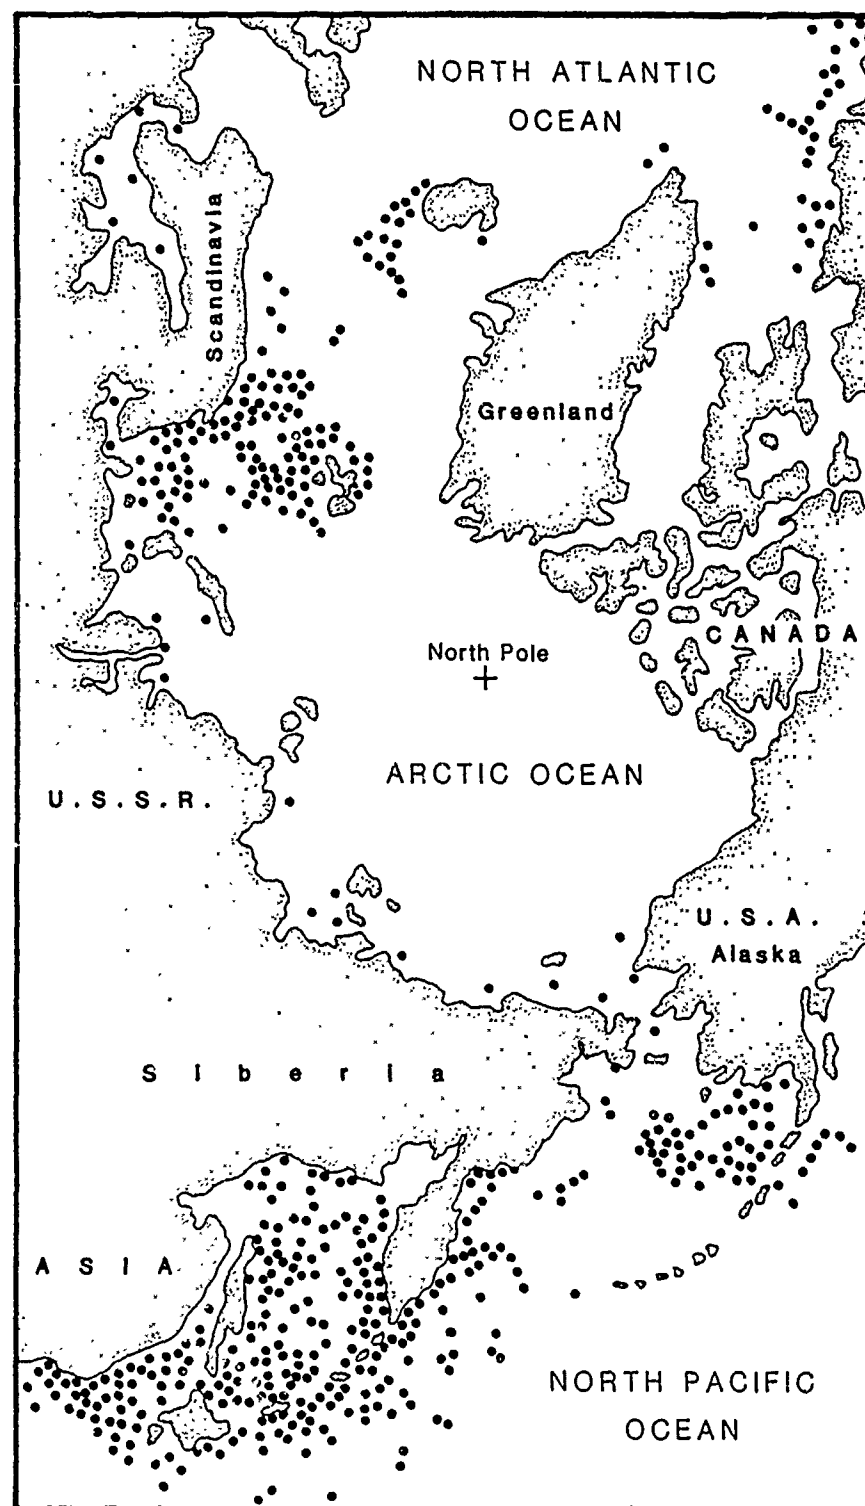 NORTH ATLANTIC
OCEAN
Scandinavia
Greenland
CANADA
North Pole
ARCTIC OCEAN
U.S.S.R.
U.S.A.
Alaska
Siberia
ASIA
NORTH PACIFIC
OCEAN